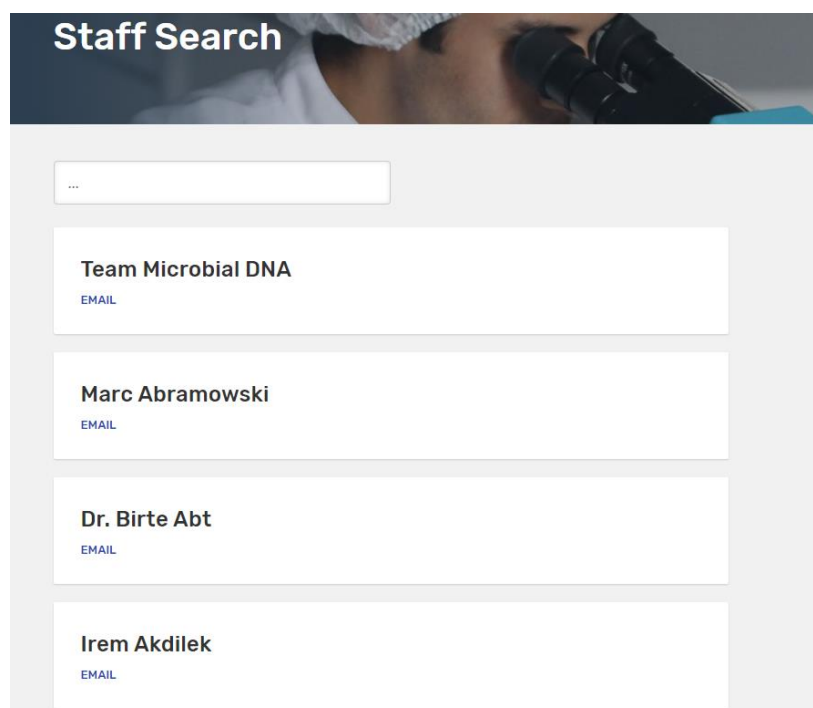 Staff Search
...
Team Microbial DNA
EMAIL
Marc Abramowski
EMAIL
Dr. Birte Abt
EMAIL
Irem Akdilek
EMAIL